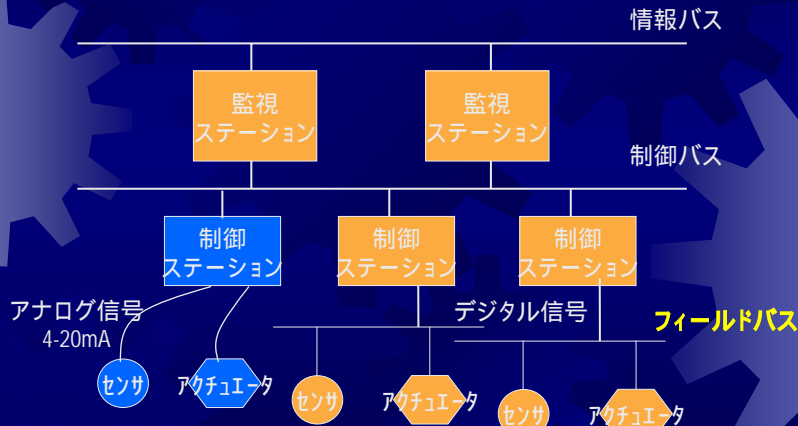 情報バス
監視
ステーション
監視
ステーション
制御バス
制御
ステーション
制御
ステーション
制御
ステーション
アナログ信号
4-20mA
デジタル信号
フィールドバス
センサ
アクチュエータ
センサ
アクチュエータ
センサ
アクチュエータ